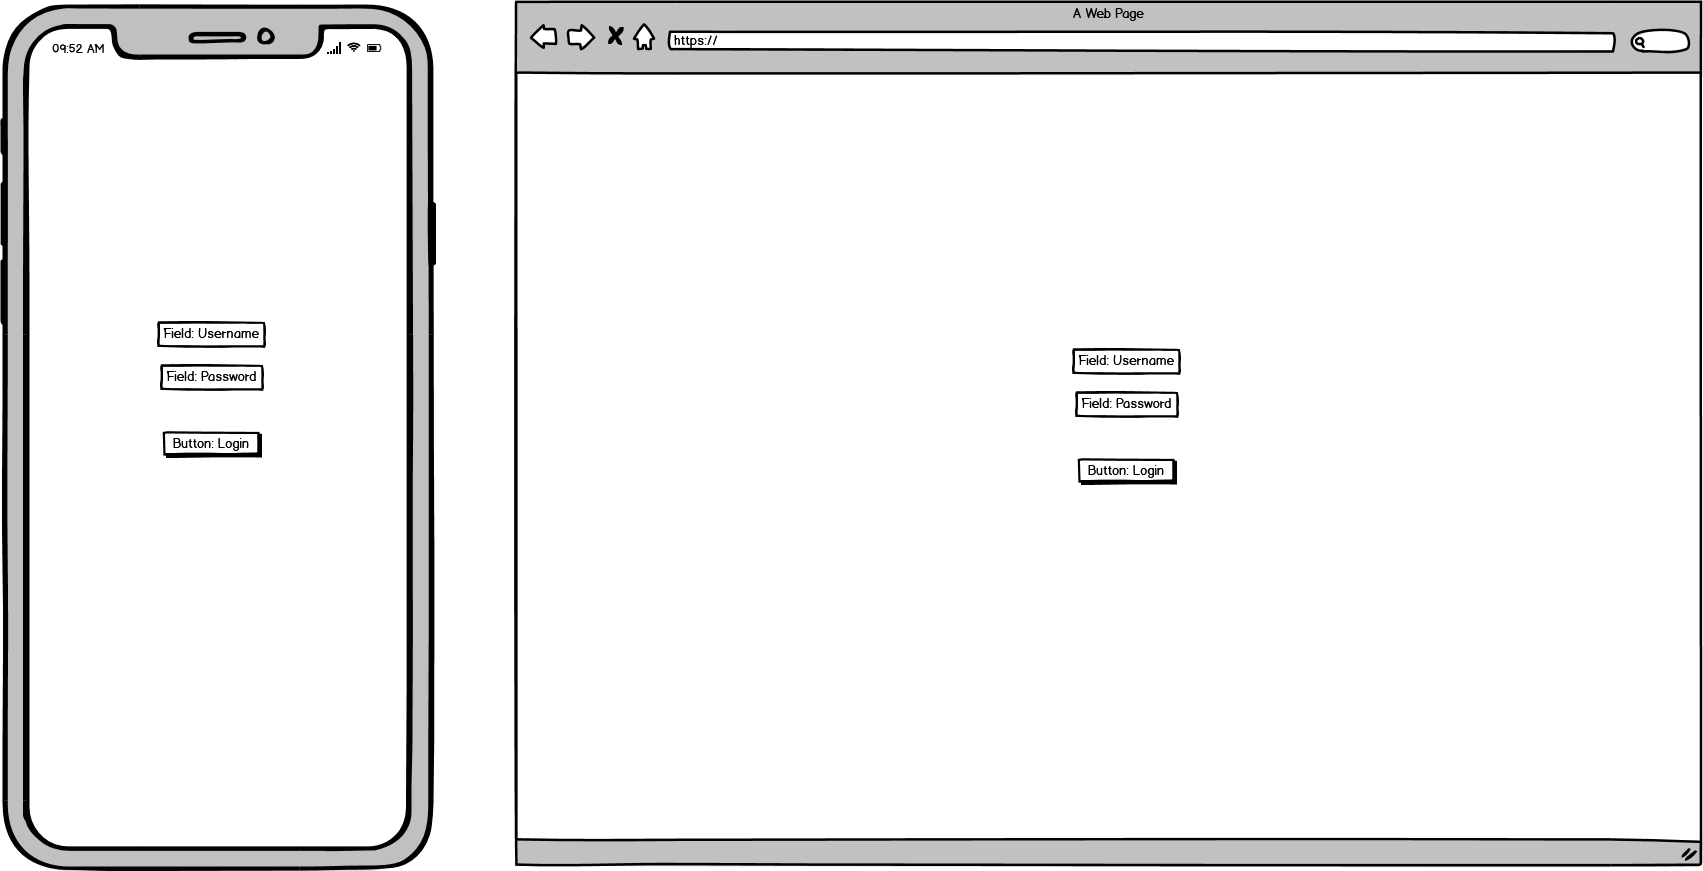 09:52 AM
Field: Username
Field: Password
Button: Login
A Web Page
https://
Field: Username
Field: Password
Button: Login